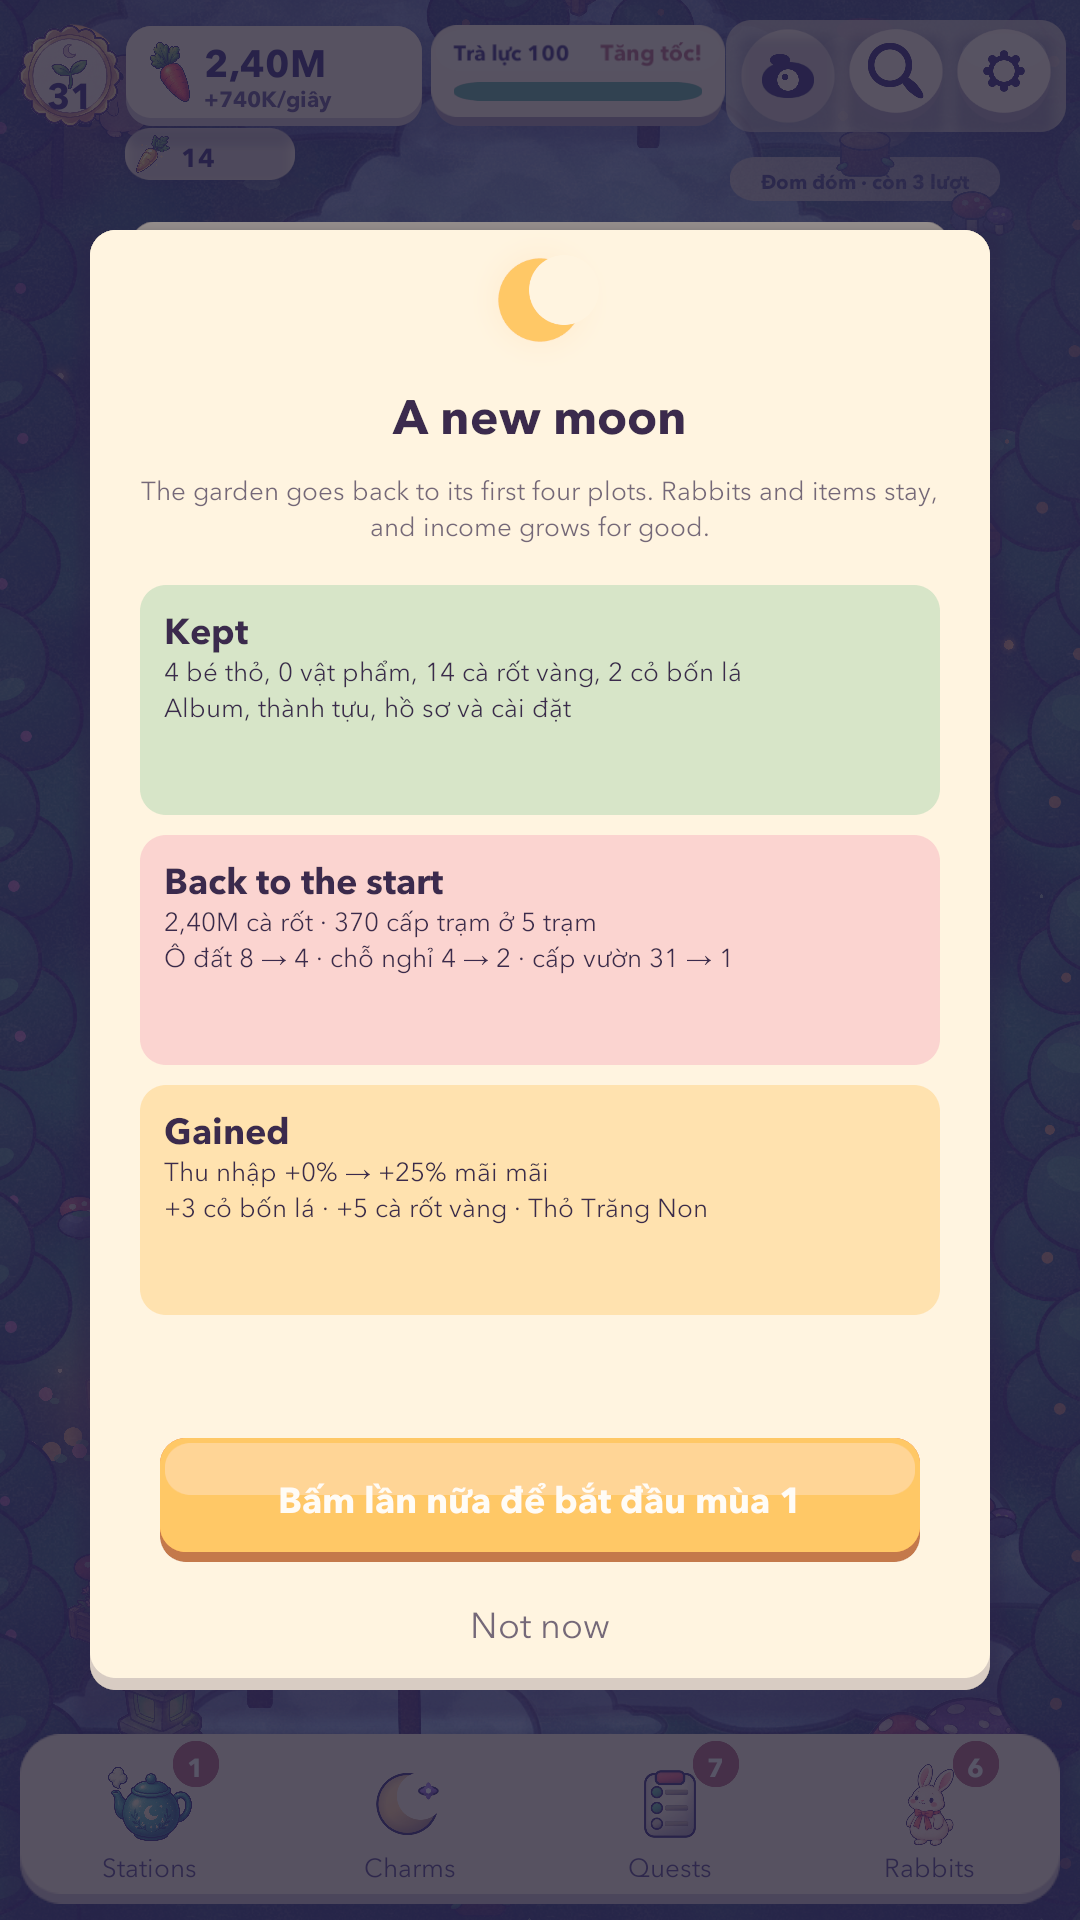 31
2,40M
+740K/giây
Trà lực 100
Tăng tốc!
14
Đom đóm · còn 3 lượt
A new moon
The garden goes back to its first four plots. Rabbits and items stay,
and income grows for good.
Kept
4 bé thỏ, 0 vật phẩm, 14 cà rốt vàng, 2 cỏ bốn lá
Album, thành tựu, hồ sơ và cài đặt
Back to the start
2,40M cà rốt · 370 cấp trạm ở 5 trạm
Ô đất 8 → 4 · chỗ nghỉ 4 → 2 · cấp vườn 31 → 1
Gained
Thu nhập +0% → +25% mãi mãi
+3 cỏ bốn lá · +5 cà rốt vàng · Thỏ Trăng Non
Bấm lần nữa để bắt đầu mùa 1
Not now
1
7
6
Stations
Charms
Quests
Rabbits